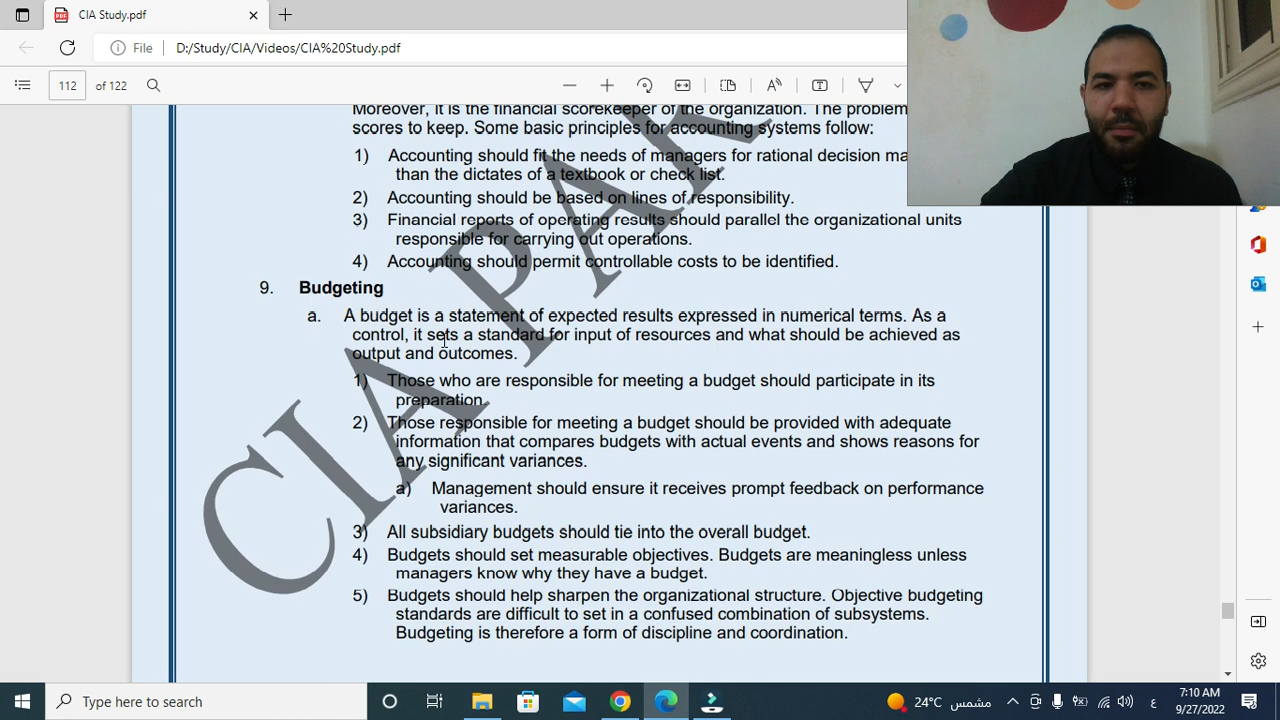 CIA Study.pdf
File
D:/Study/CIA/Videos/CIA%20Study.pdf
112 of 122
Moreover, it is the financial scorekeeper of the organization. The problem
scores to keep. Some basic principles for accounting systems follow:
1) Accounting should fit the needs of managers for rational decision ma
than the dictates of a textbook or check list.
2) Accounting should be based on lines of responsibility.
3) Financial reports of operating results should parallel the organizational units
responsible for carrying out operations.
4) Accounting should permit controllable costs to be identified.
9. Budgeting
a. A budget is a statement of expected results expressed in numerical terms. As a
control, it sets a standard for input of resources and what should be achieved as
output and outcomes.
1) Those who are responsible for meeting a budget should participate in its
preparation.
2) Those responsible for meeting a budget should be provided with adequate
information that compares budgets with actual events and shows reasons for
any significant variances.
a) Management should ensure it receives prompt feedback on performance
variances.
3) All subsidiary budgets should tie into the overall budget.
4) Budgets should set measurable objectives. Budgets are meaningless unless
managers know why they have a budget.
5) Budgets should help sharpen the organizational structure. Objective budgeting
standards are difficult to set in a confused combination of subsystems.
Budgeting is therefore a form of discipline and coordination.
CIA PAR
Type here to search
24°C مشمس
ع
7:10 AM
9/27/2022